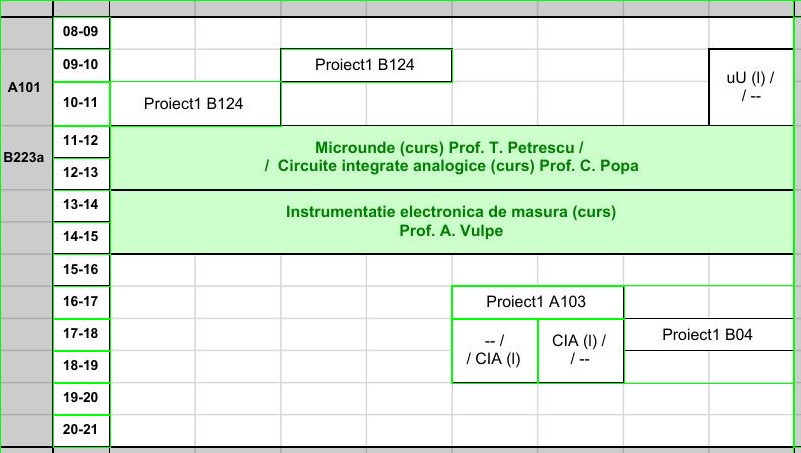 08-09
09-10
Proiect1 B124
uU (I) /
/ --
A101
10-11
Proiect1 B124
11-12
Microunde (curs) Prof. T. Petrescu /
B223a
12-13
/ Circuite integrate analogice (curs) Prof. C. Popa
13-14
Instrumentatie electronica de masura (curs)
14-15
Prof. A. Vulpe
15-16
16-17
Proiect1 A103
17-18
-- /
/ CIA (I)
CIA (I) /
/ --
Proiect1 B04
18-19
19-20
20-21